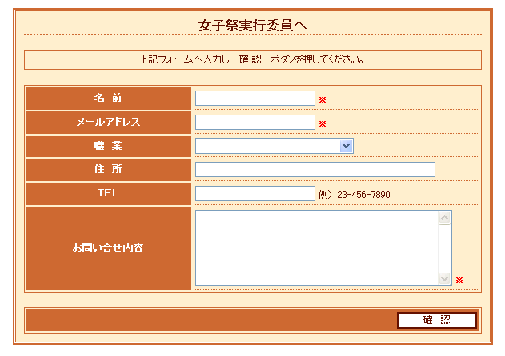 女子祭実行委員へ
下記フォームへ入力し、確認ボタンを押してください。
名 前 ※
メールアドレス ※
職 業
住 所
TEL 例) 23-456-7890
お問い合せ内容 ※
確 認